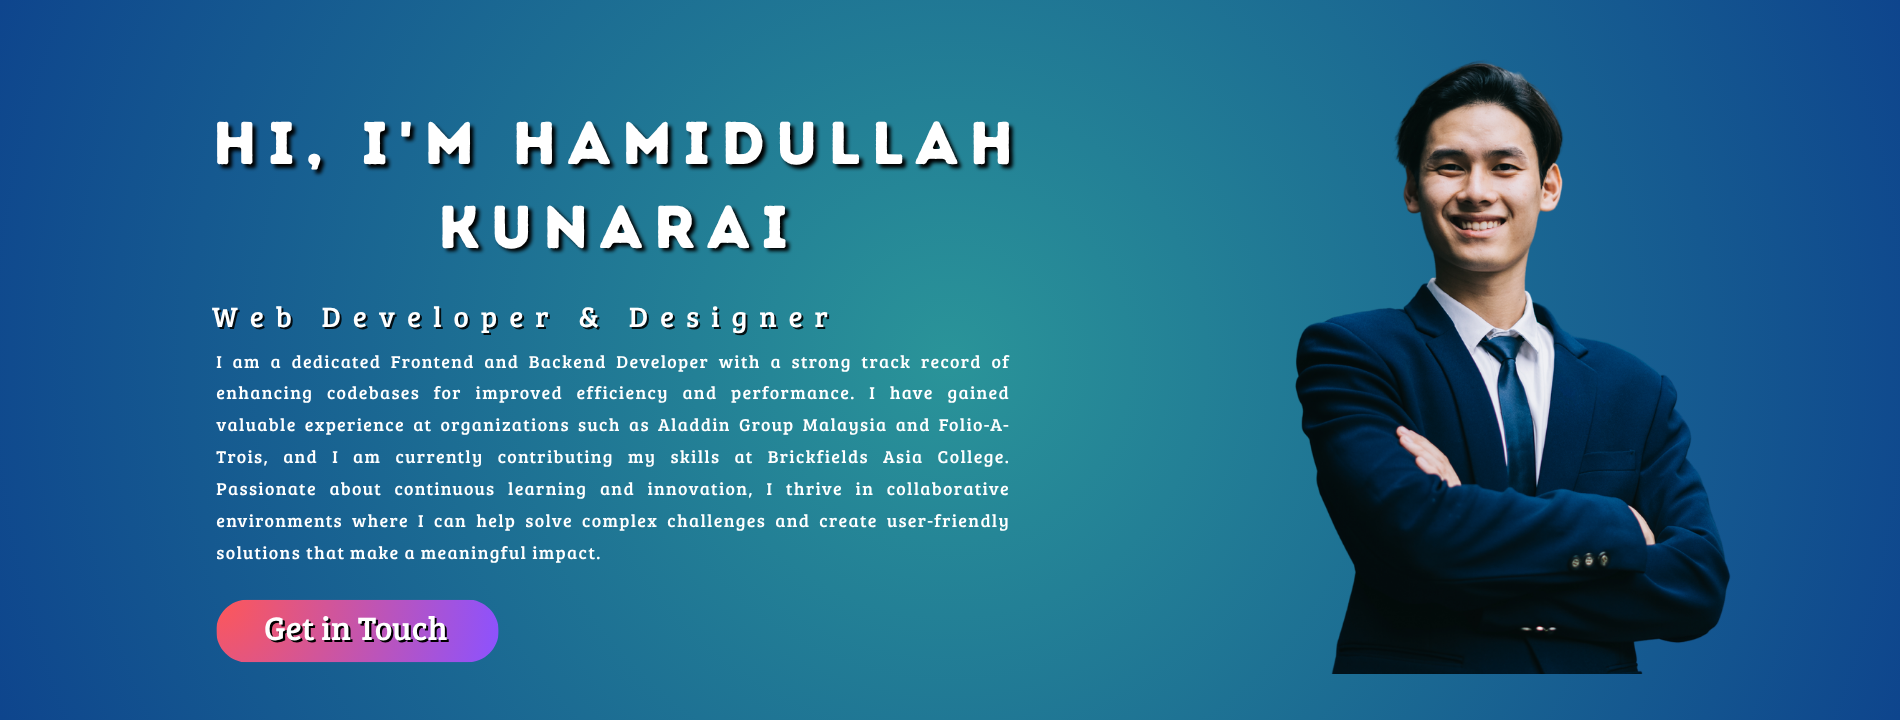 HI, I'M HAMIDULLAH
KUNARAI
Web Developer & Designer
I am a dedicated Frontend and Backend Developer with a strong track record of
enhancing codebases for improved efficiency and performance. I have gained
valuable experience at organizations such as Aladdin Group Malaysia and Folio-A-
Trois, and I am currently contributing my skills at Brickfields Asia College.
Passionate about continuous learning and innovation, I thrive in collaborative
environments where I can help solve complex challenges and create user-friendly
solutions that make a meaningful impact.
Get in Touch